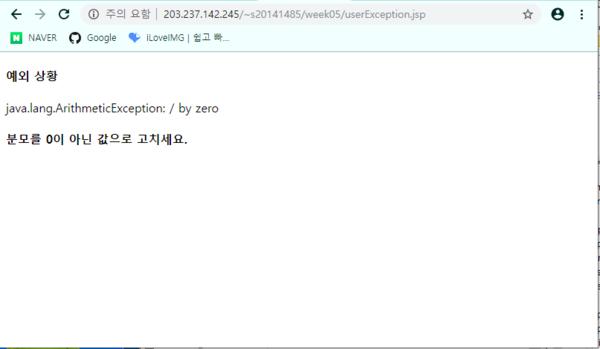 주의 요함 | 203.237.142.245/~s20141485/week05/userException.jsp
NAVER Google iLoveIMG | 쉽고 빠...
예외 상황
java.lang.ArithmeticException: / by zero
분모를 0이 아닌 값으로 고치세요.